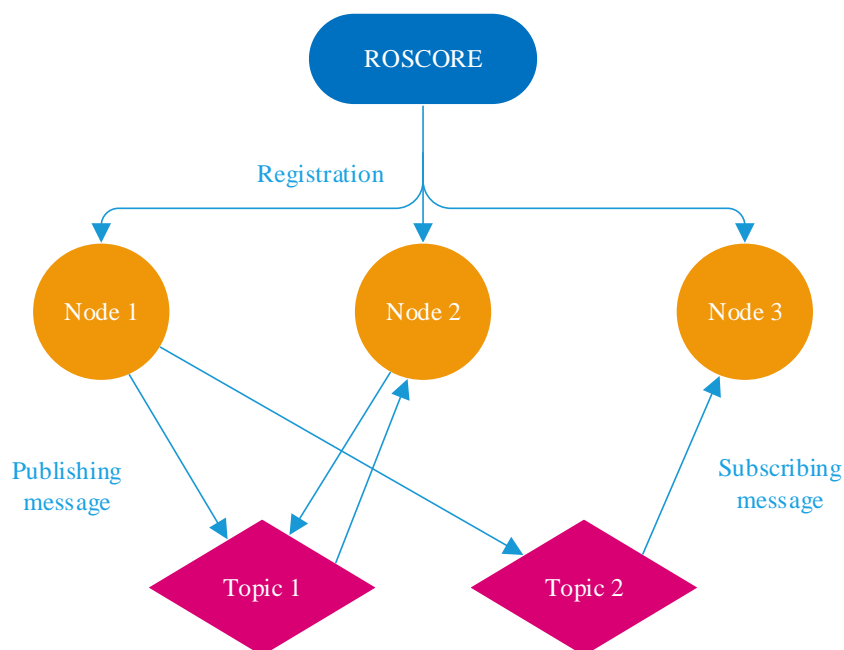 ROSCORE
Registration
Node 1
Node 2
Node 3
Publishing
message
Subscribing
message
Topic 1
Topic 2